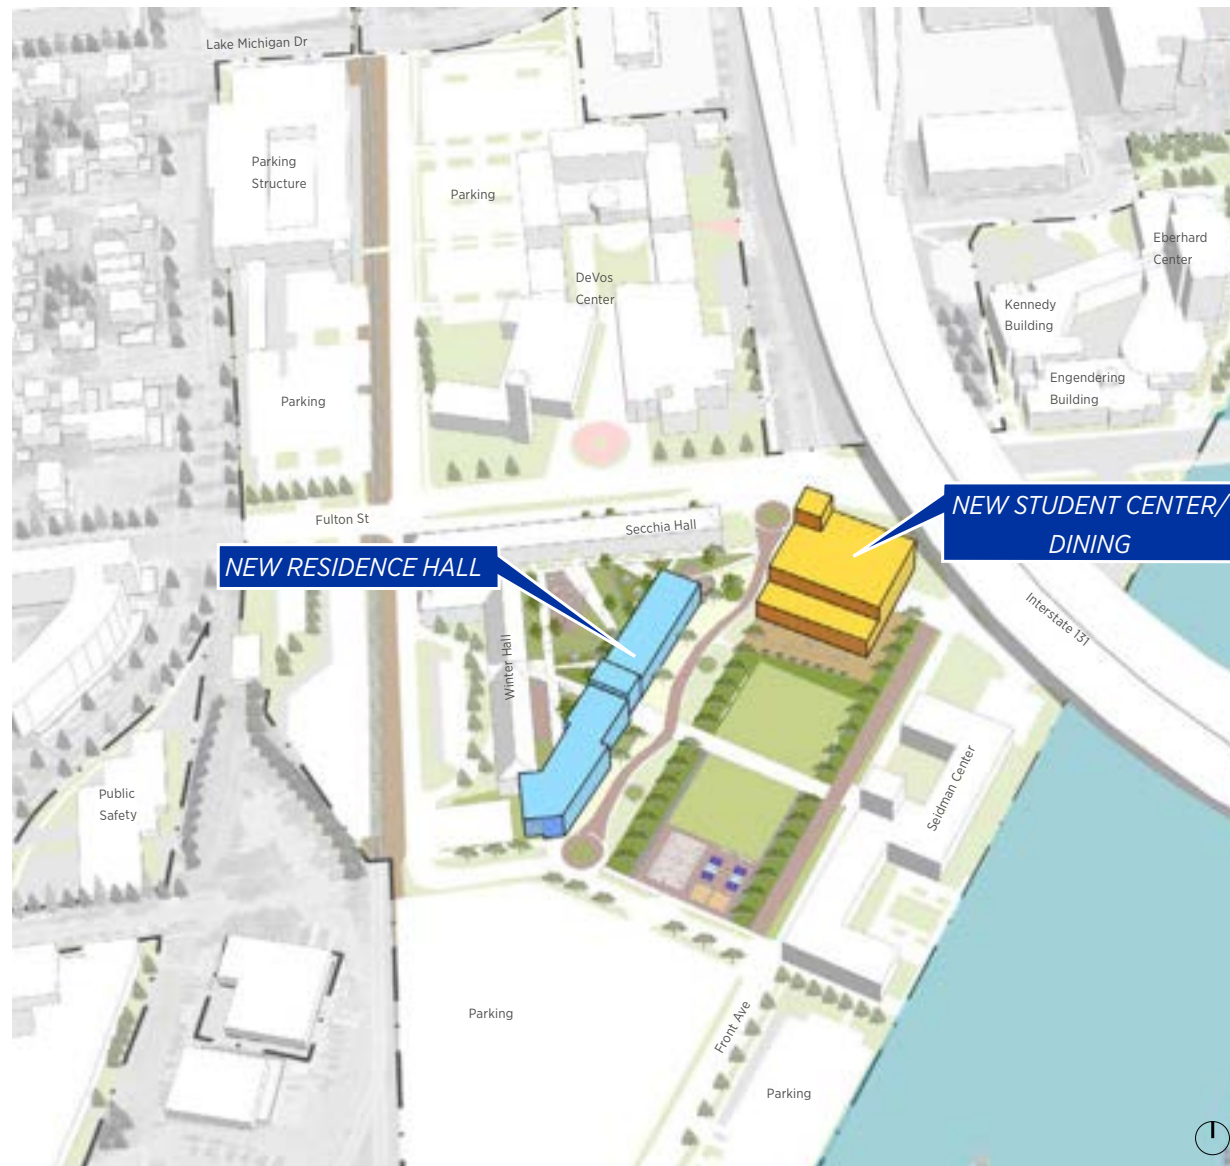 Lake Michigan Dr
Parking
Structure
Parking
Eberhard
Center
DeVos
Center
Kennedy
Building
Engendering
Building
Parking
NEW STUDENT CENTER/
DINING
Fulton St
Secchia Hall
NEW RESIDENCE HALL
Interstate 131
Winter Hall
Seidman Center
Public
Safety
Parking
Front Ave
Parking